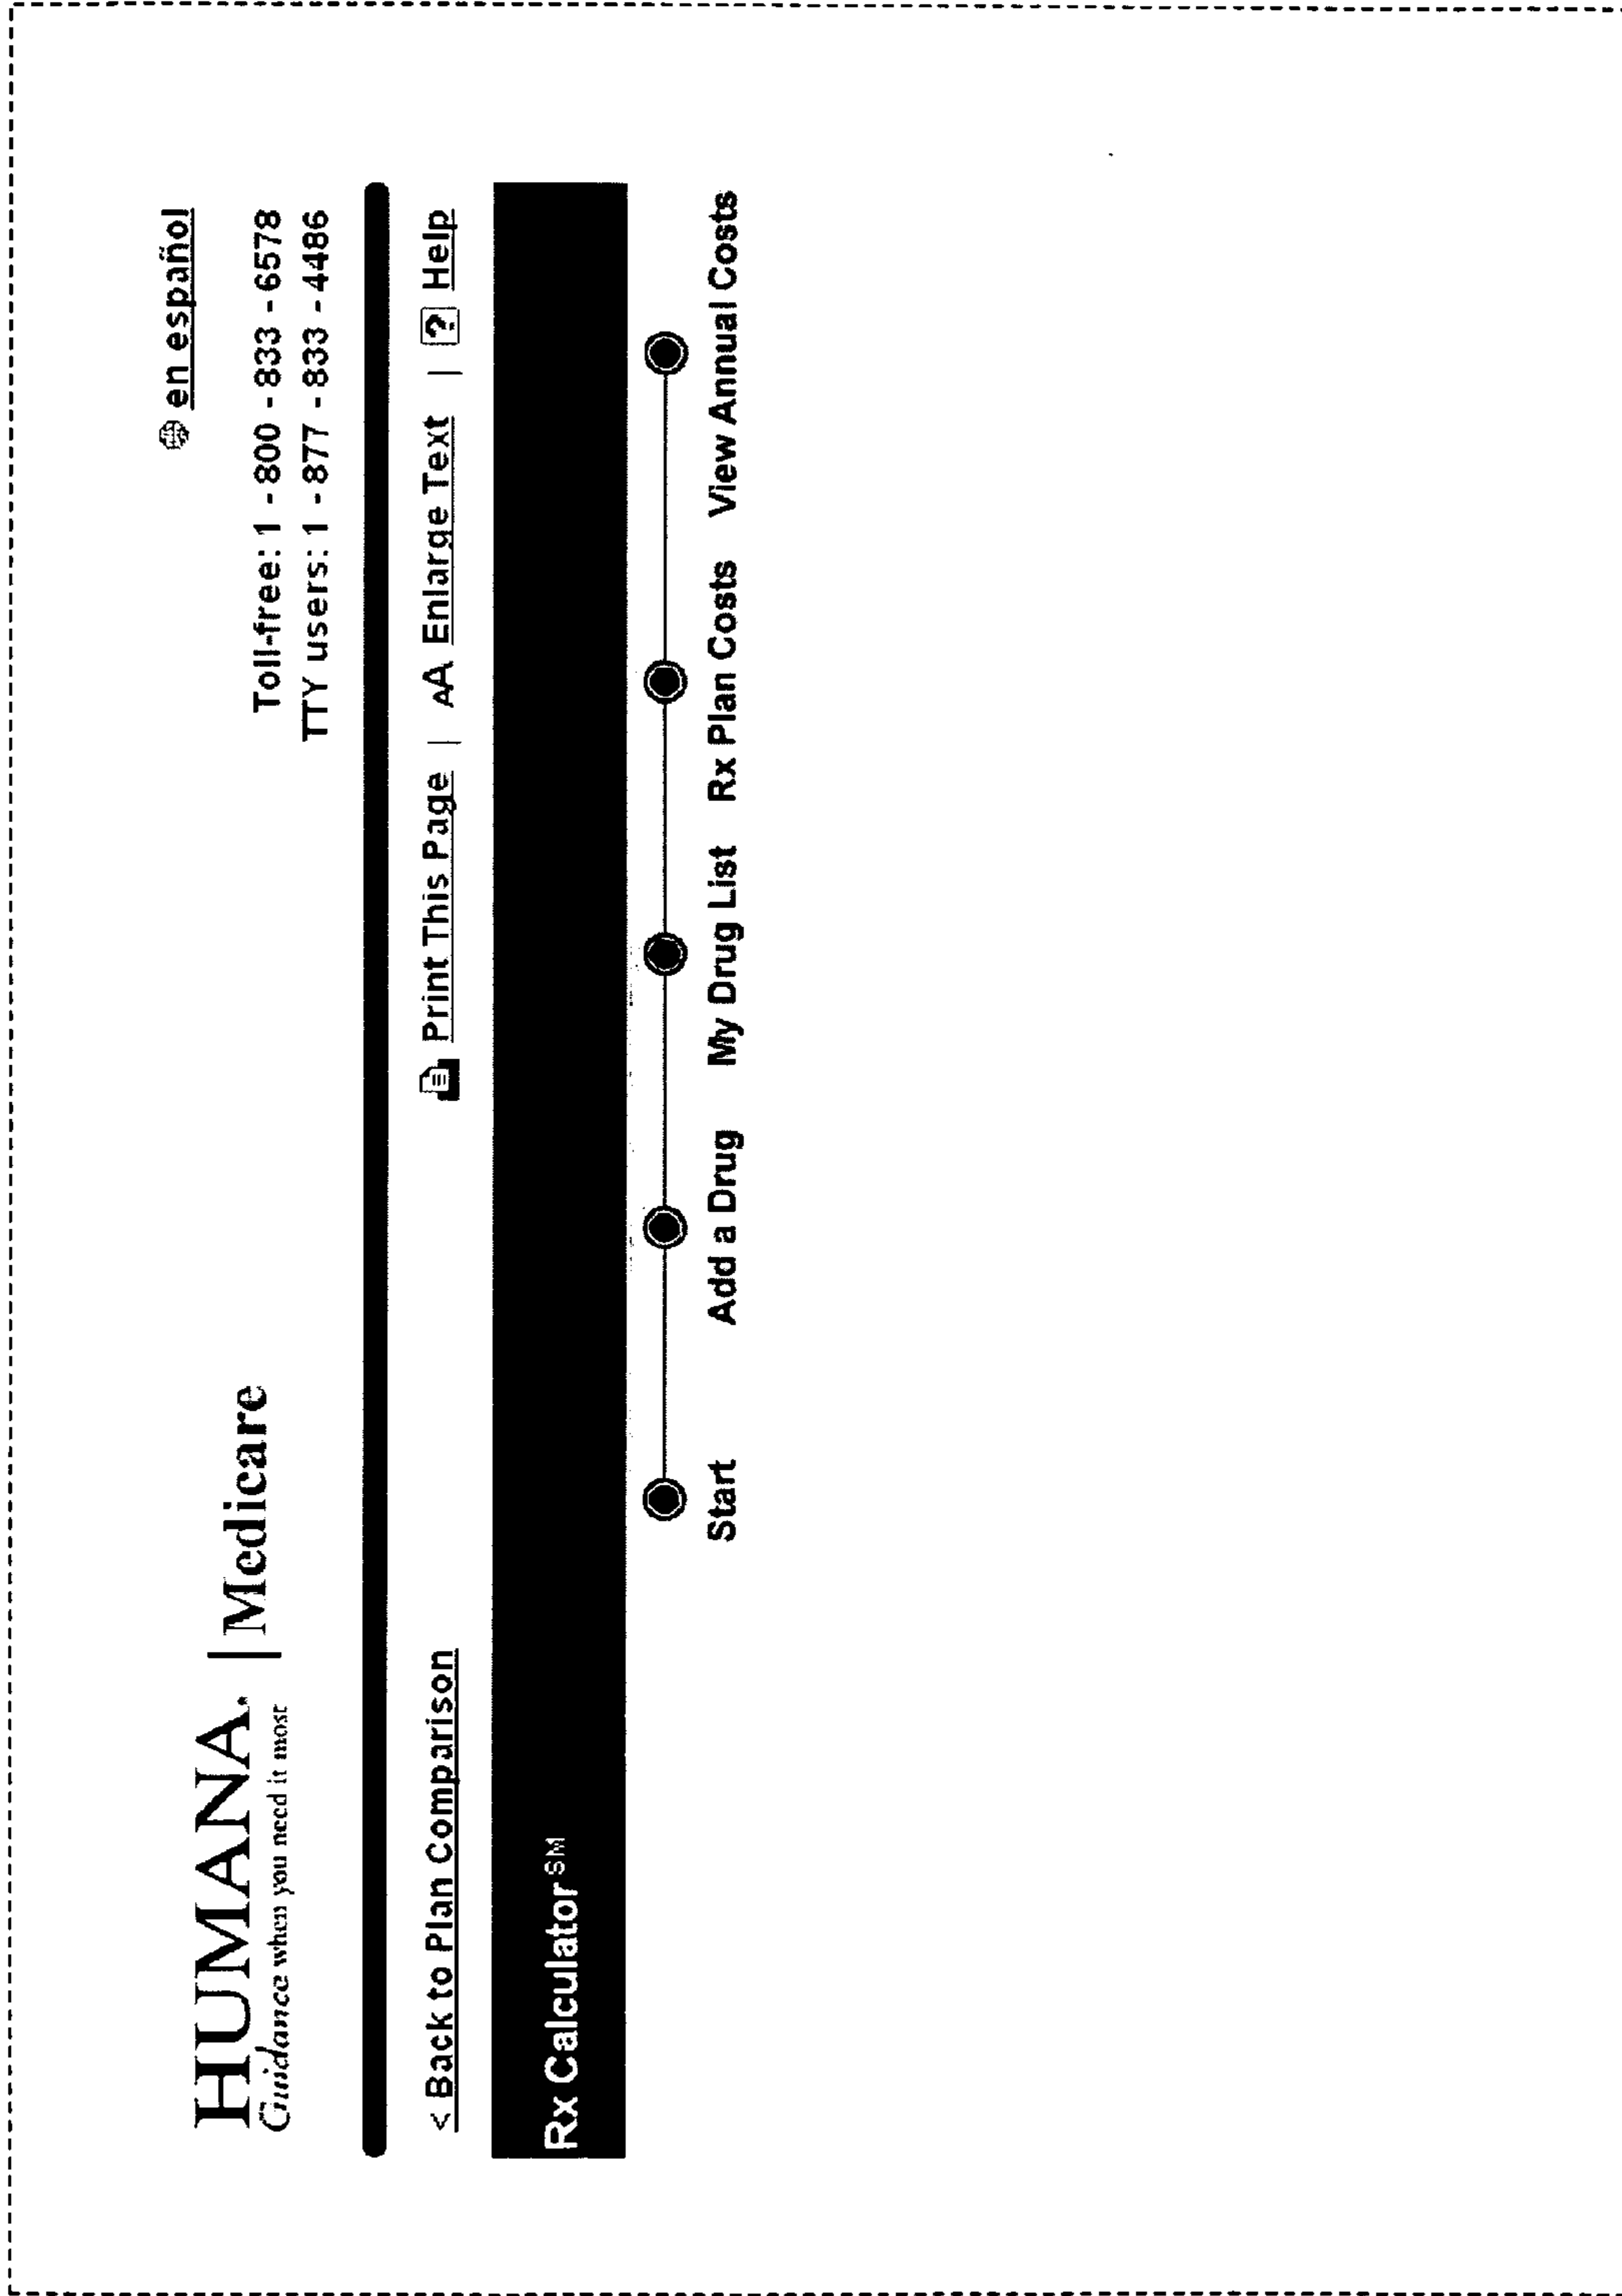 en español
HUMANA. | Medicare
Guidance when you need it most
Toll-free: 1 - 800 - 833 - 6578
TTY users: 1 - 877 - 833 - 4486
< Back to Plan Comparison
Print This Page | AA Enlarge Text | ? Help
Rx Calculator℠
Start Add a Drug My Drug List Rx Plan Costs View Annual Costs